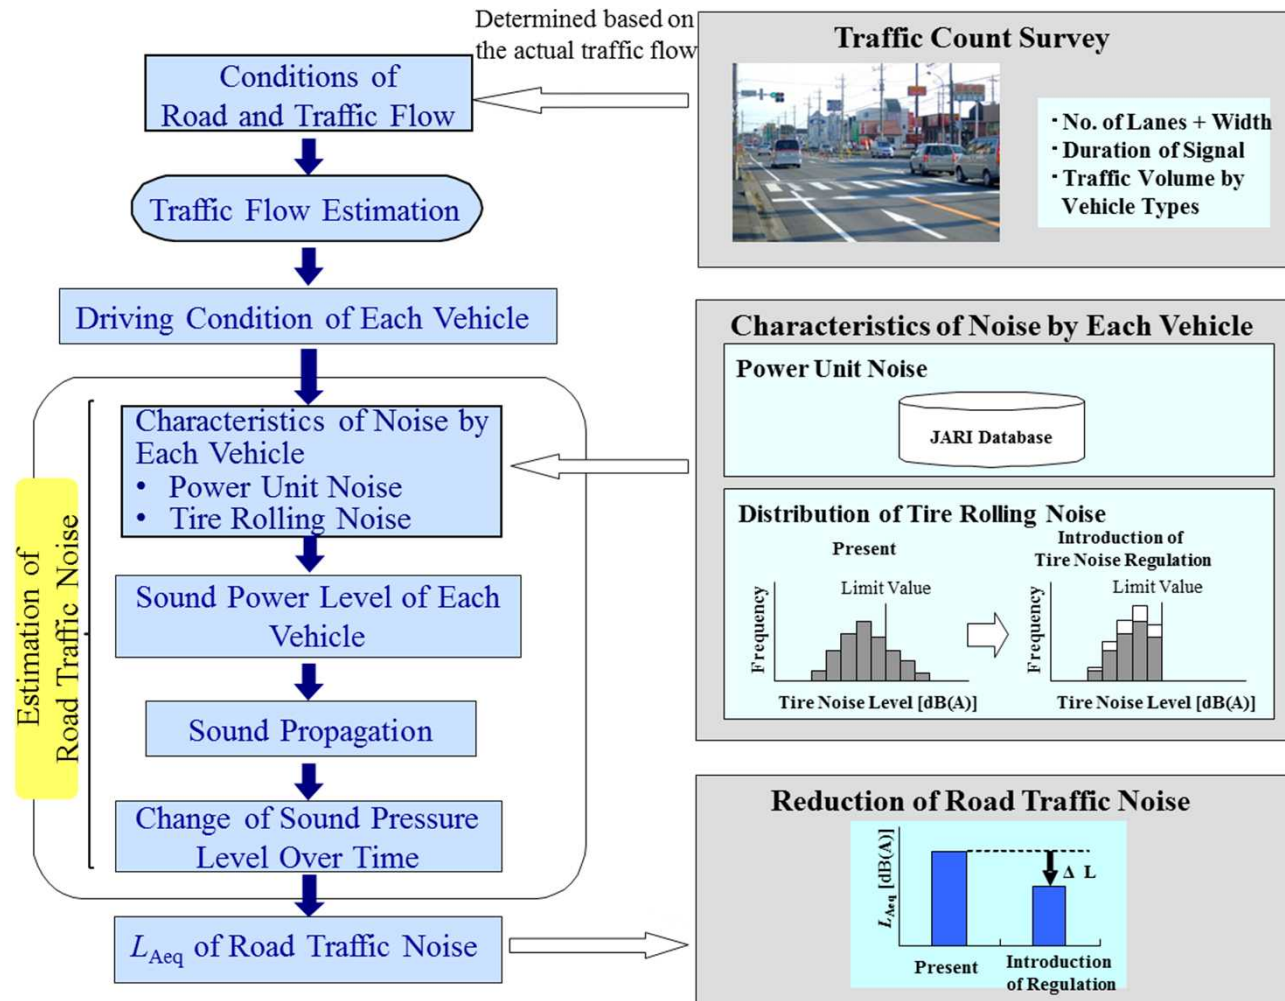 Determined based on
the actual traffic flow
Conditions of
Road and Traffic Flow
Traffic Flow Estimation
Driving Condition of Each Vehicle
Estimation of
Road Traffic Noise
Characteristics of Noise by
Each Vehicle
• Power Unit Noise
• Tire Rolling Noise
Sound Power Level of Each
Vehicle
Sound Propagation
Change of Sound Pressure
Level Over Time
LAeq of Road Traffic Noise
Traffic Count Survey
・No. of Lanes + Width
・Duration of Signal
・Traffic Volume by
Vehicle Types
Characteristics of Noise by Each Vehicle
Power Unit Noise
JARI Database
Distribution of Tire Rolling Noise
Present
Limit Value
Frequency
Tire Noise Level [dB(A)]
Introduction of
Tire Noise Regulation
Limit Value
Frequency
Tire Noise Level [dB(A)]
Reduction of Road Traffic Noise
LAeq [dB(A)]
Δ L
Present
Introduction
of Regulation